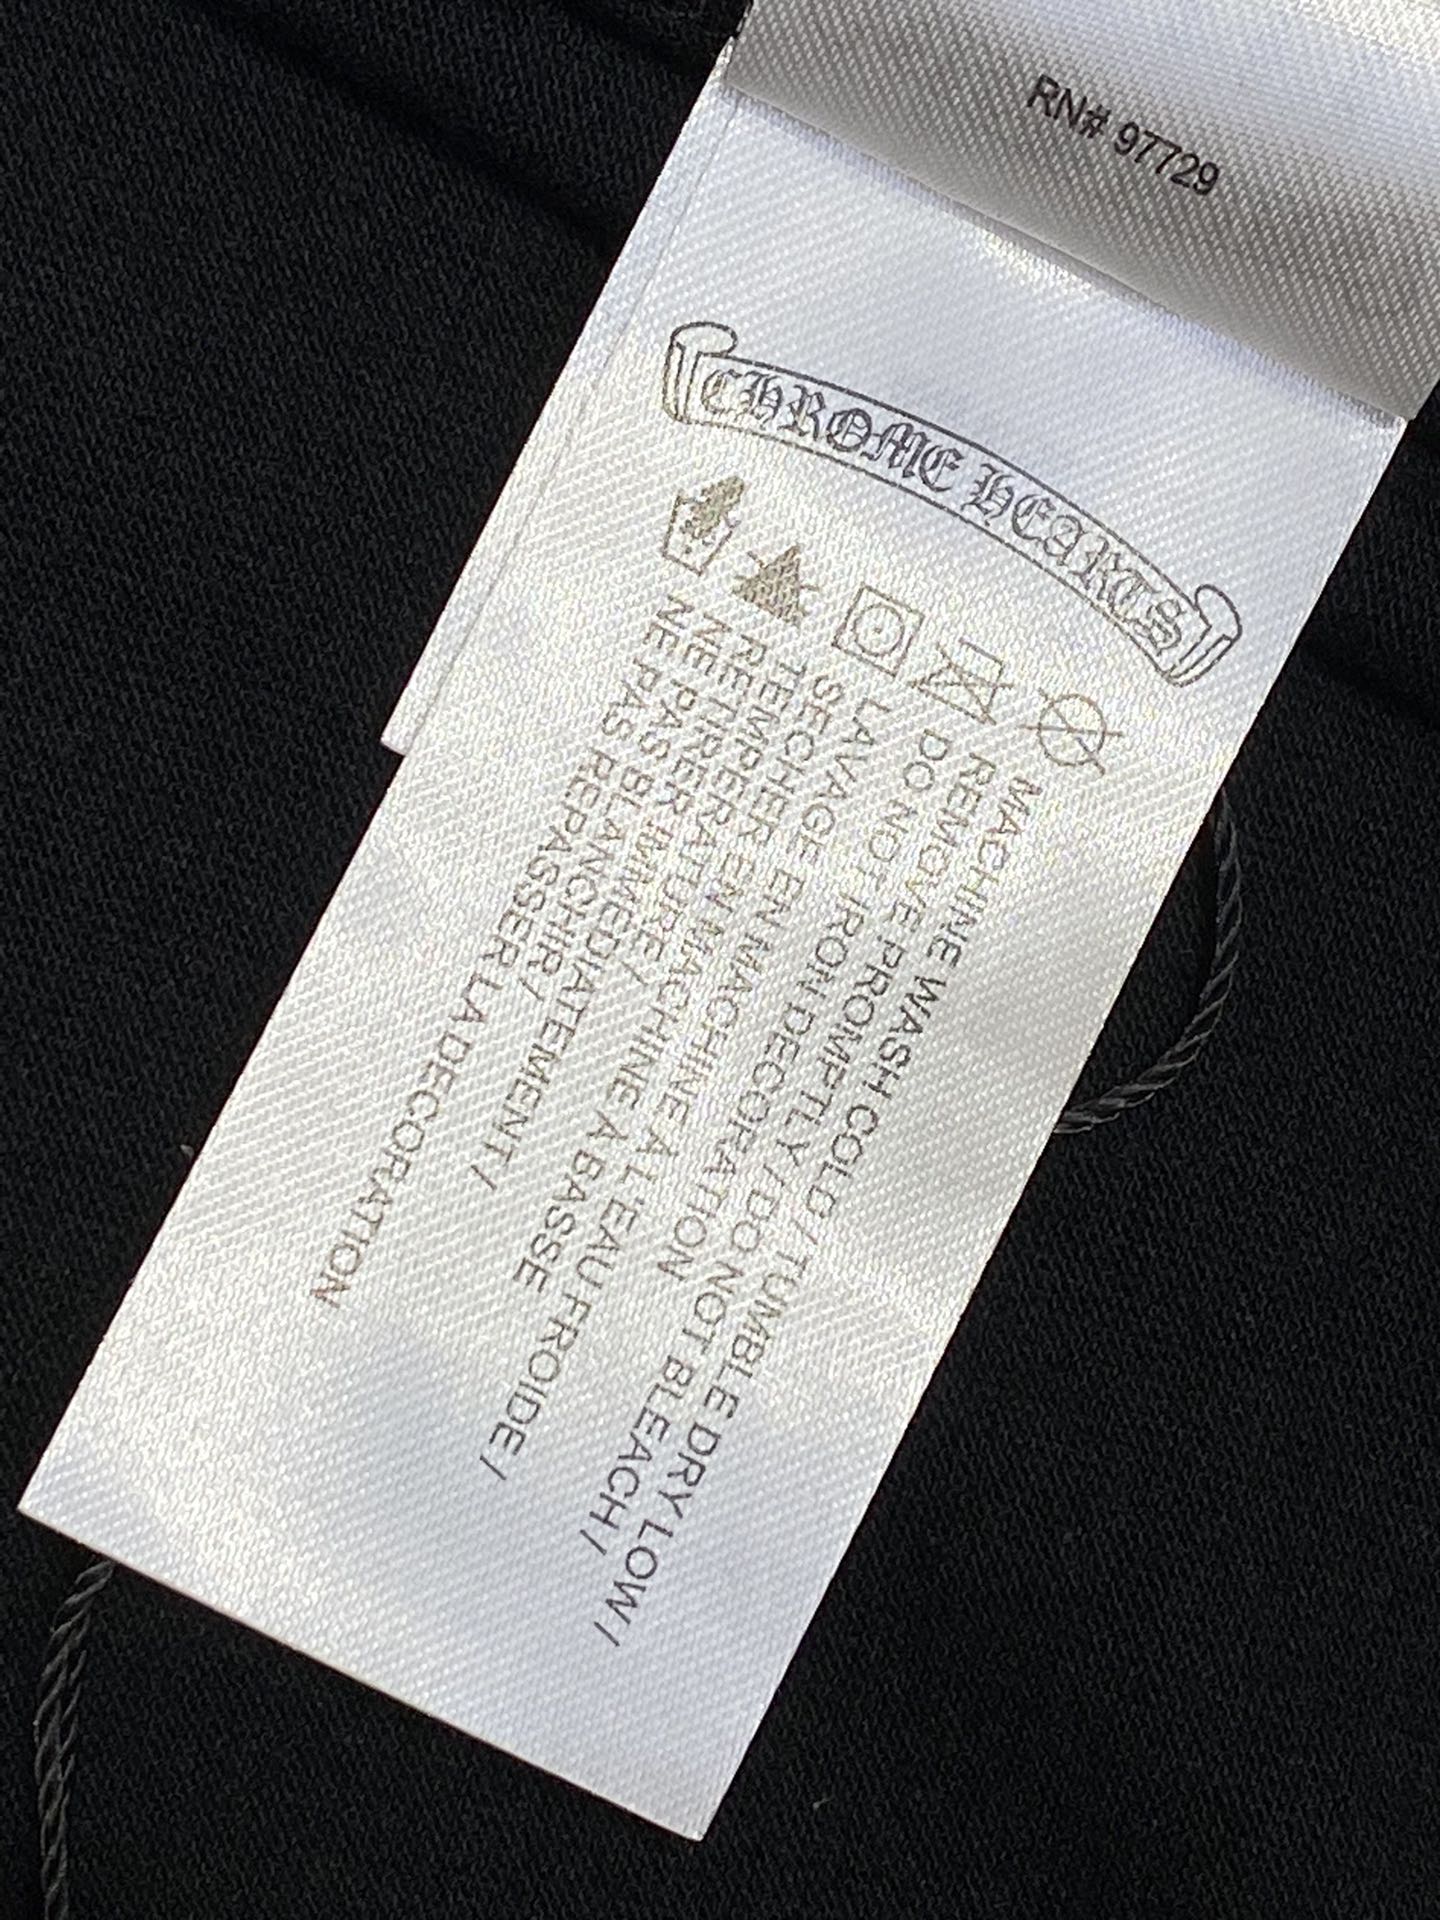 RN# 97729
CHROME HEARTS
MACHINE WASH COLD / TUMBLE DRY LOW /
REMOVE PROMPTLY / DO NOT BLEACH /
DO NOT IRON DECORATION
LAVAGE EN MACHINE À L'EAU FROIDE /
SECHER EN MACHINE À BASSE
TEMPERATURE /
RETIRER IMMEDIATEMENT /
NE PAS BLANCHIR /
NE PAS REPASSER LA DECORATION